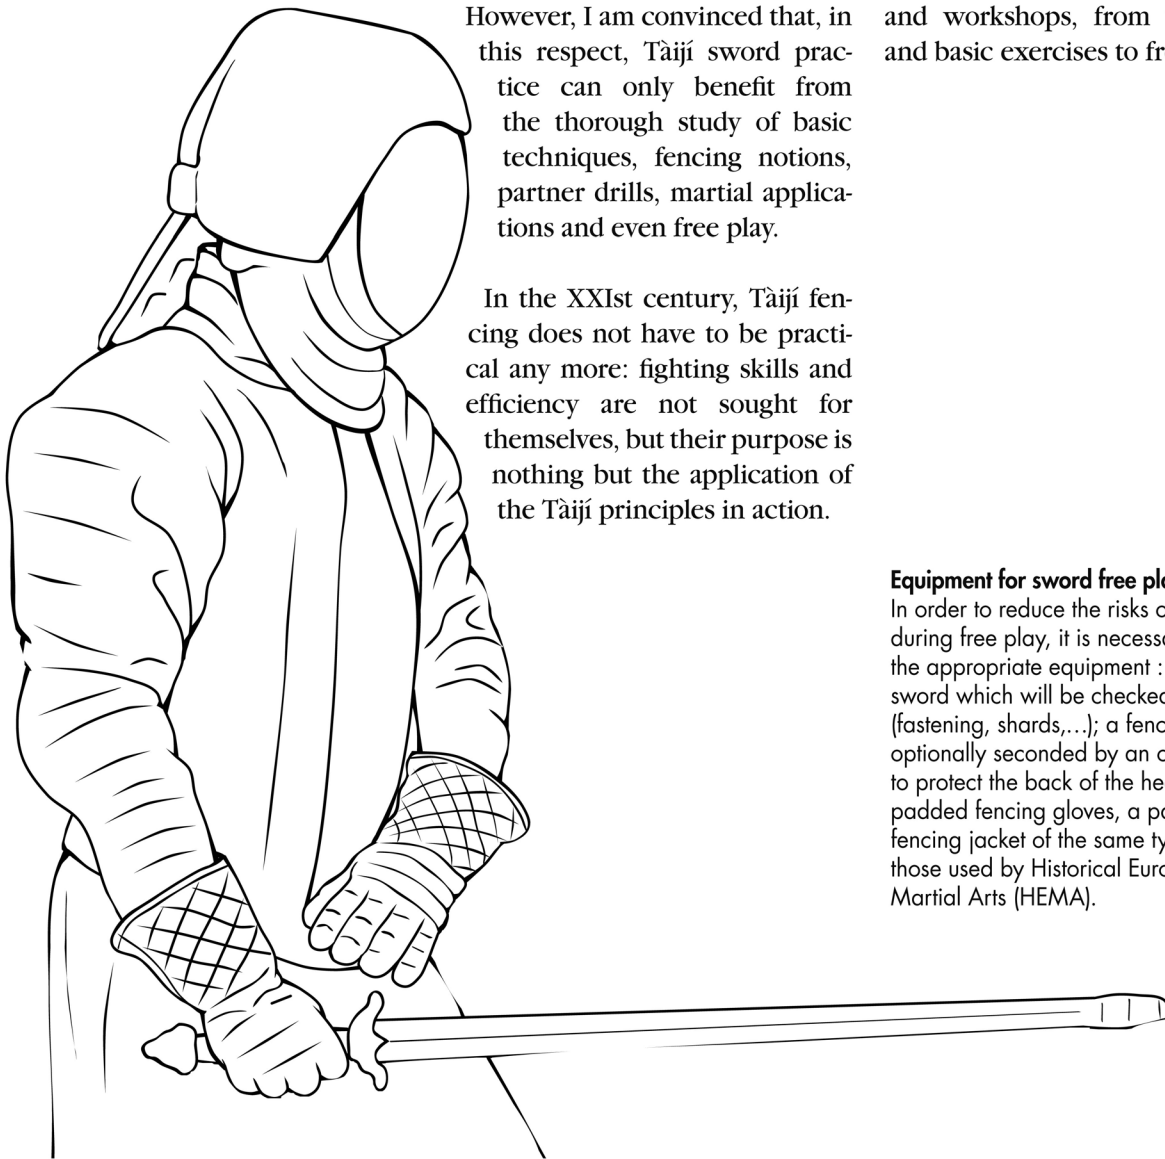 However, I am convinced that, in
this respect, Tàijí sword prac-
tice can only benefit from
the thorough study of basic
techniques, fencing notions,
partner drills, martial applica-
tions and even free play.
In the XXIst century, Tàijí fen-
cing does not have to be practi-
cal any more: fighting skills and
efficiency are not sought for
themselves, but their purpose is
nothing but the application of
the Tàijí principles in action.
and workshops, from
and basic exercises to
Equipment for sword free
In order to reduce the risks
during free play, it is
the appropriate equipment :
sword which will be checked
(fastening, shards,...); a
optionally seconded by an
to protect the back of the
padded fencing gloves, a
fencing jacket of the same
those used by Historical
Martial Arts (HEMA).